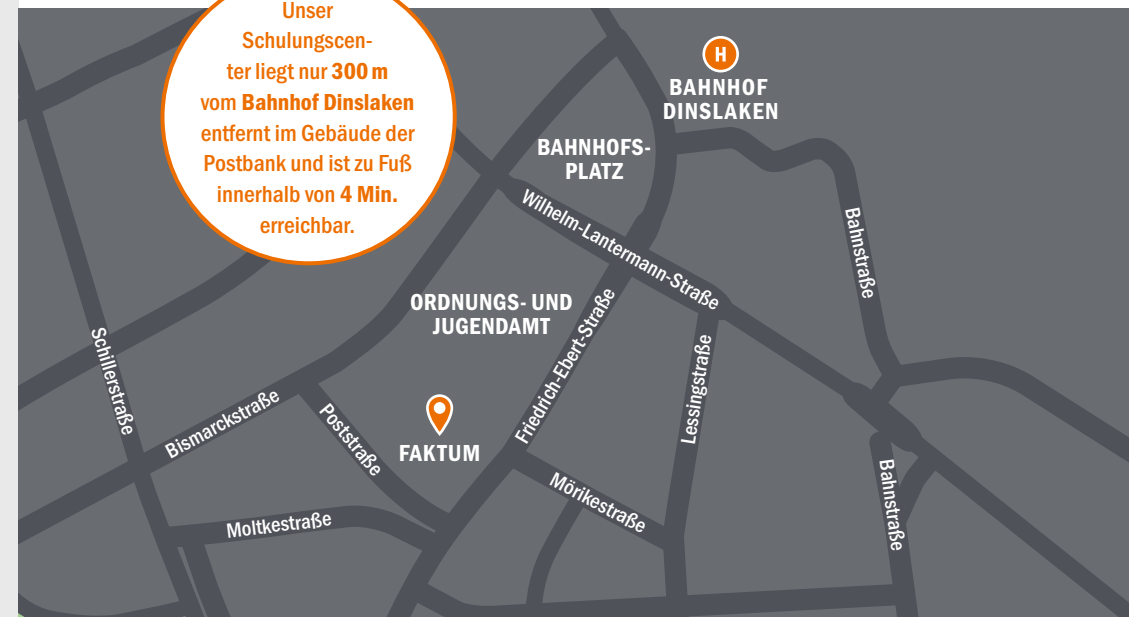 Unser
Schulungscen-
ter liegt nur 300 m
vom Bahnhof Dinslaken
entfernt im Gebäude der
Postbank und ist zu Fuß
innerhalb von 4 Min.
erreichbar.
H
BAHNHOF
DINSLAKEN
BAHNHOFS-
PLATZ
Wilhelm-Lantermann-Straße
Bahnstraße
ORDNUNGS- UND
JUGENDAMT
Friedrich-Ebert-Straße
Schillerstraße
Lessingstraße
Bismarckstraße
Poststraße
FAKTUM
Mörikestraße
Bahnstraße
Moltkestraße